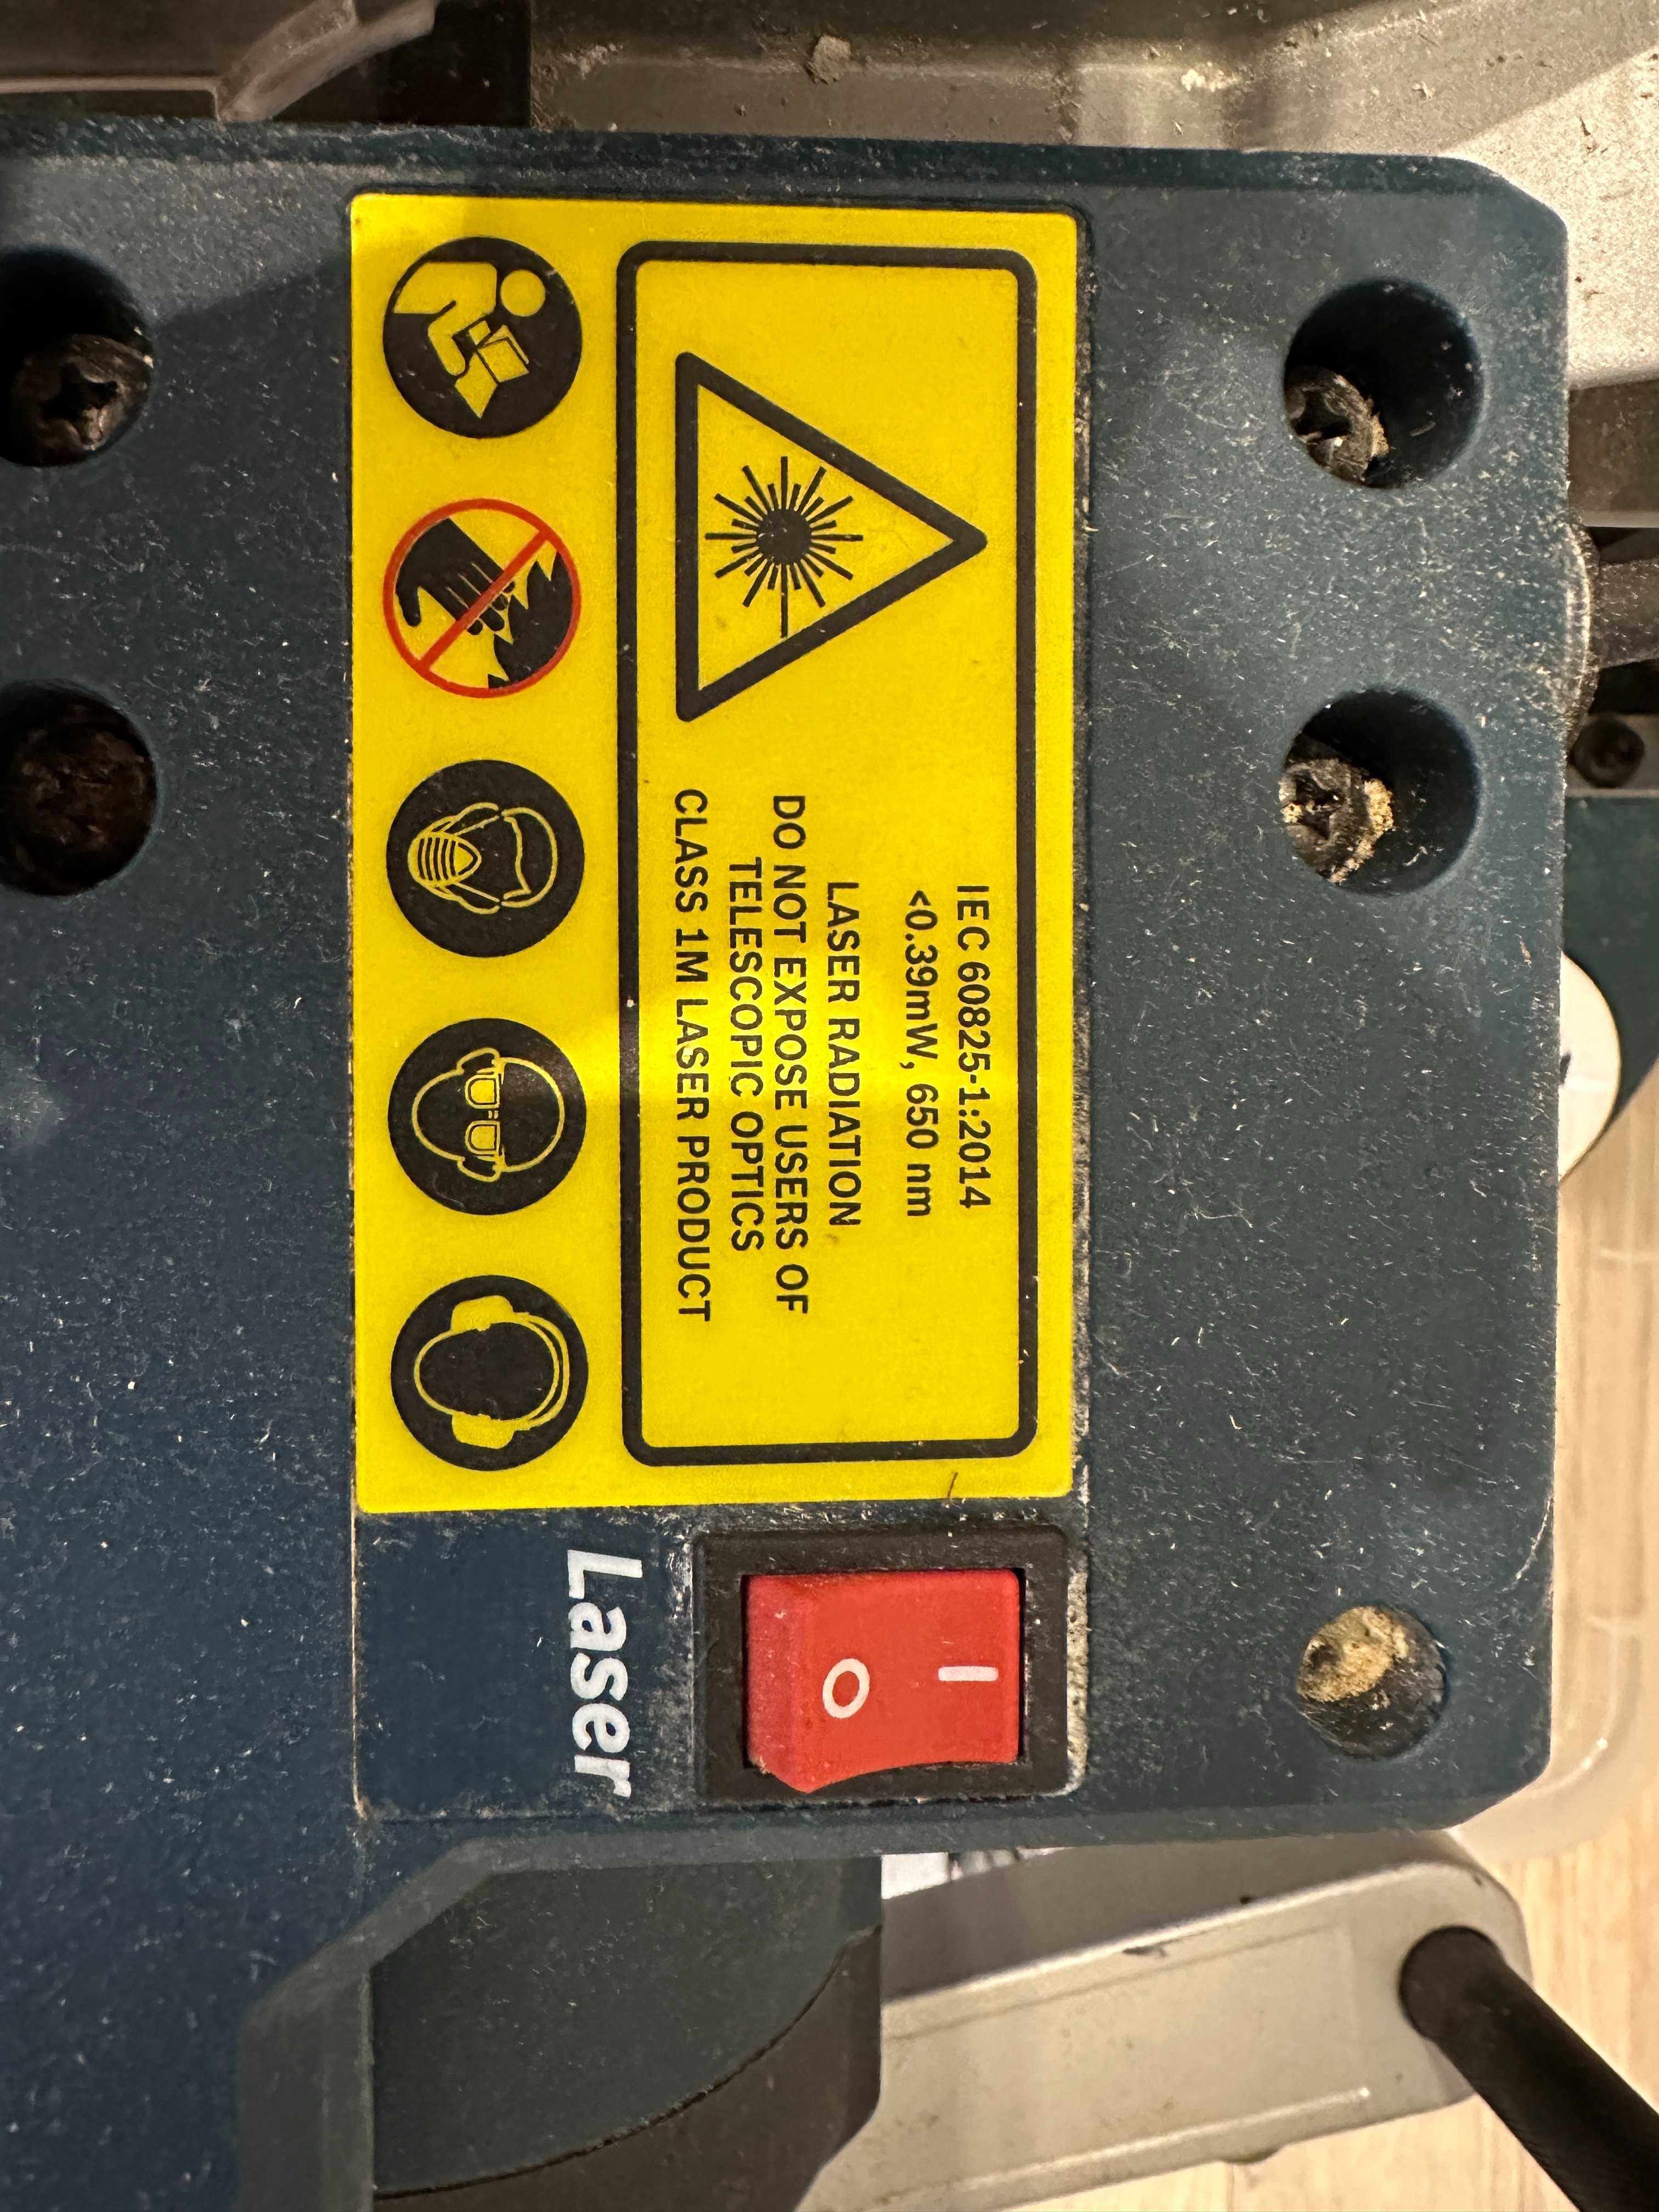 IEC 60825-1:2014
<0.39mW, 650 nm
LASER RADIATION
DO NOT EXPOSE USERS OF
TELESCOPIC OPTICS
CLASS 1M LASER PRODUCT
Laser
I
O